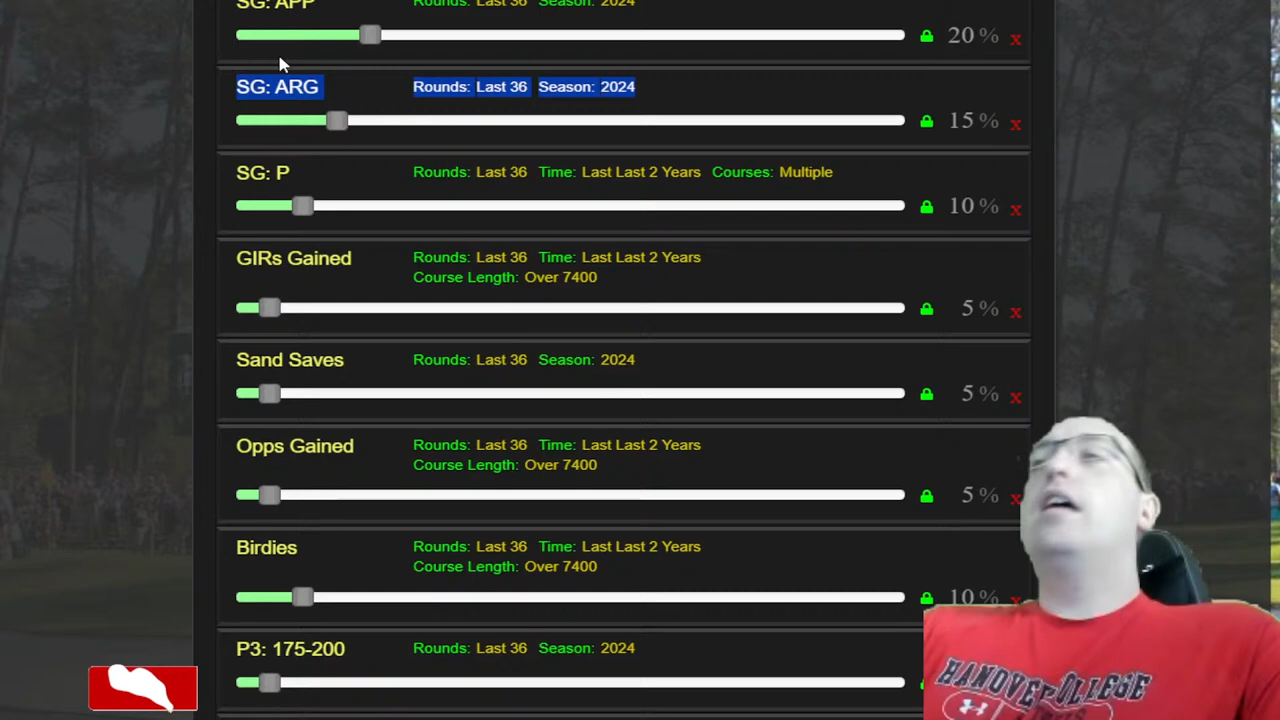 SG: APP Rounds: Last 36 Season: 2024
20 % x
SG: ARG Rounds: Last 36 Season: 2024
15 % x
SG: P Rounds: Last 36 Time: Last Last 2 Years Courses: Multiple
10 % x
GIRs Gained Rounds: Last 36 Time: Last Last 2 Years
Course Length: Over 7400
5 % x
Sand Saves Rounds: Last 36 Season: 2024
5 % x
Opps Gained Rounds: Last 36 Time: Last Last 2 Years
Course Length: Over 7400
5 % x
Birdies Rounds: Last 36 Time: Last Last 2 Years
Course Length: Over 7400
10 % x
P3: 175-200 Rounds: Last 36 Season: 2024
HANOVER COLLEGE